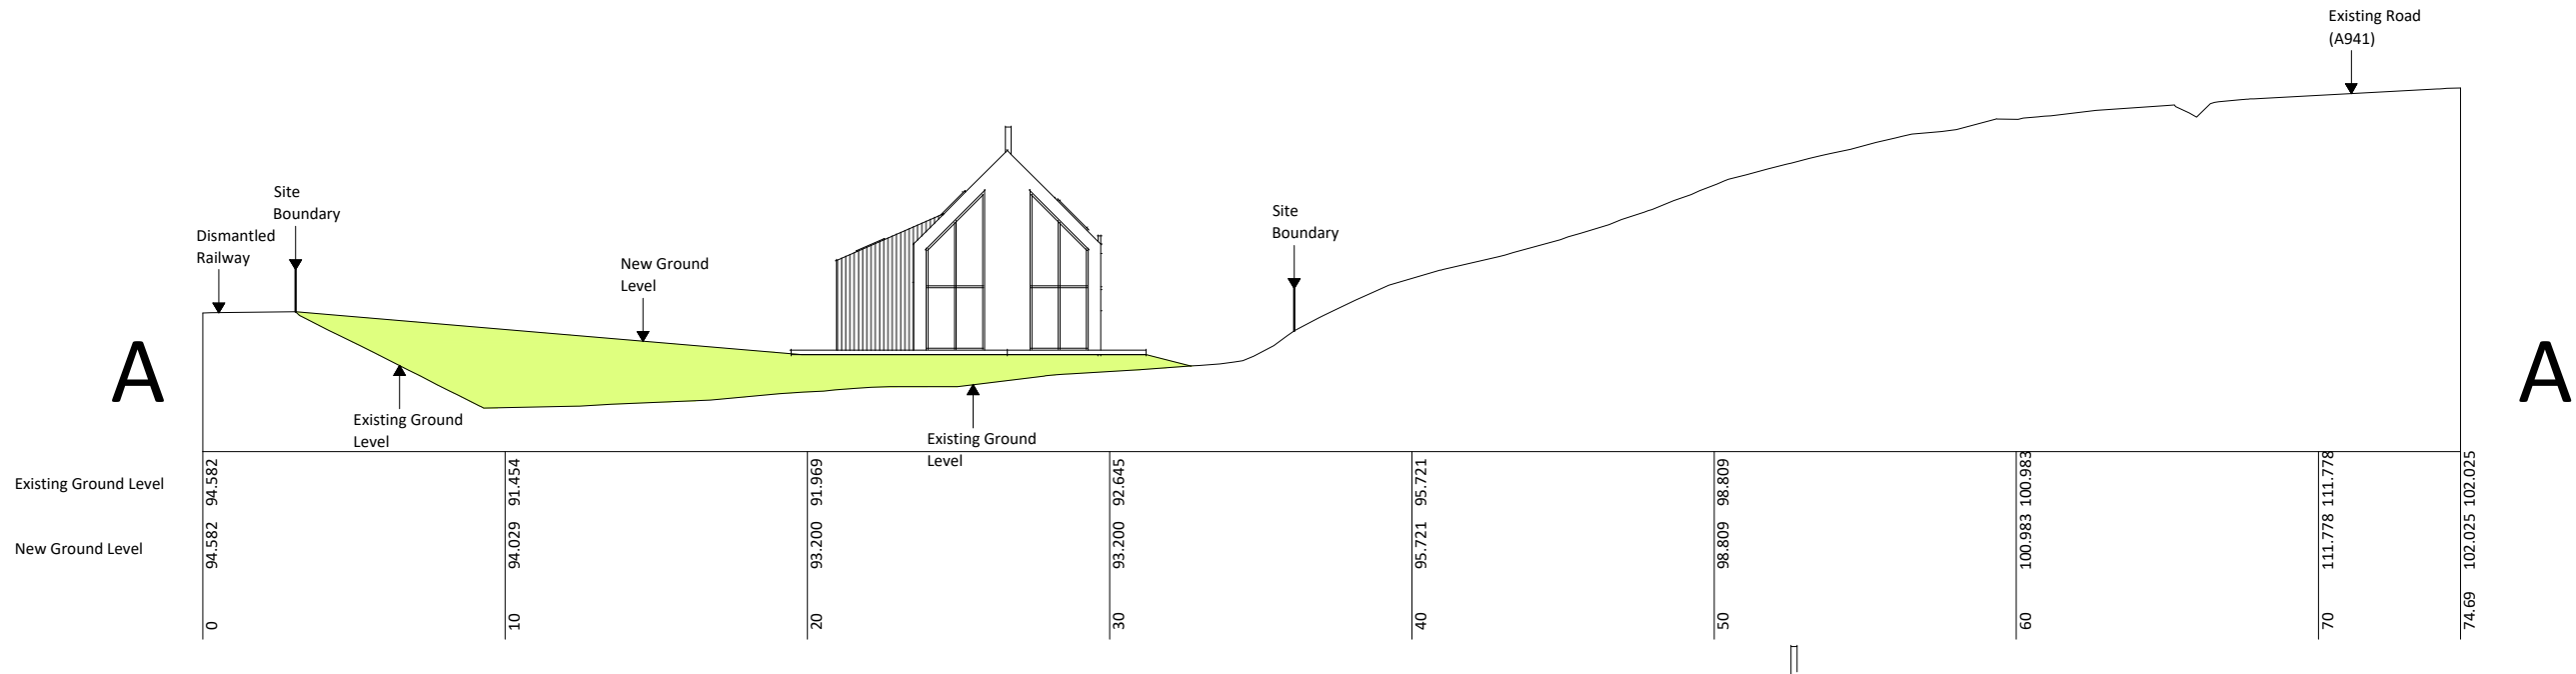 Existing Road
(A941)
Site
Boundary
Dismantled
Railway
New Ground
Level
Site
Boundary
A
A
Existing Ground
Level
Existing Ground
Level
Existing Ground Level
94.582
91.454
91.969
92.645
95.721
98.809
100.983
111.778
102.025
New Ground Level
94.582
94.029
93.200
93.200
95.721
98.809
100.983
111.778
102.025
0
10
20
30
40
50
60
70
74.69